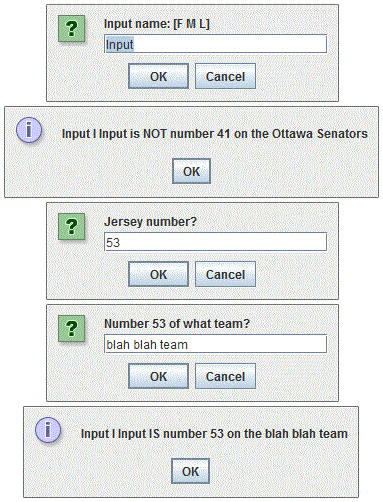 Input name: [F M L]
Input
OK Cancel
Input I Input is NOT number 41 on the Ottawa Senators
OK
Jersey number?
53
OK Cancel
Number 53 of what team?
blah blah team
OK Cancel
Input I Input IS number 53 on the blah blah team
OK